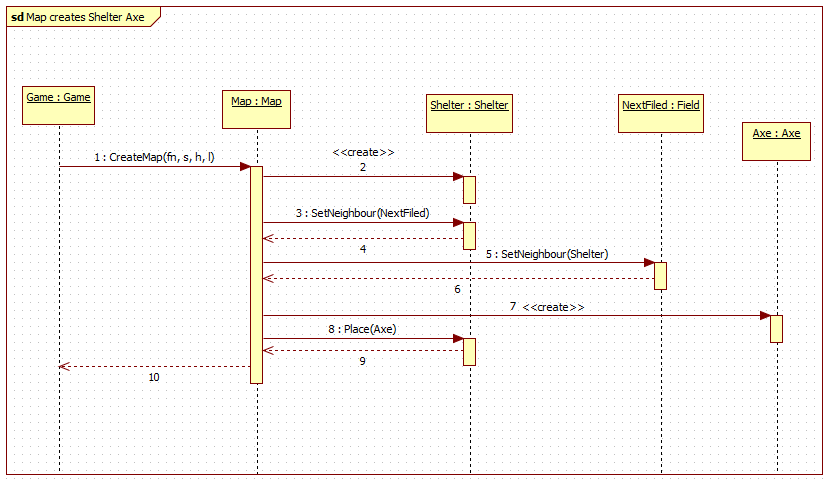 sd Map creates Shelter Axe
Game : Game
Map : Map
Shelter : Shelter
NextFiled : Field
Axe : Axe
1 : CreateMap(fn, s, h, l)
<<create>>
2
3 : SetNeighbour(NextFiled)
4
5 : SetNeighbour(Shelter)
6
7 <<create>>
8 : Place(Axe)
9
10